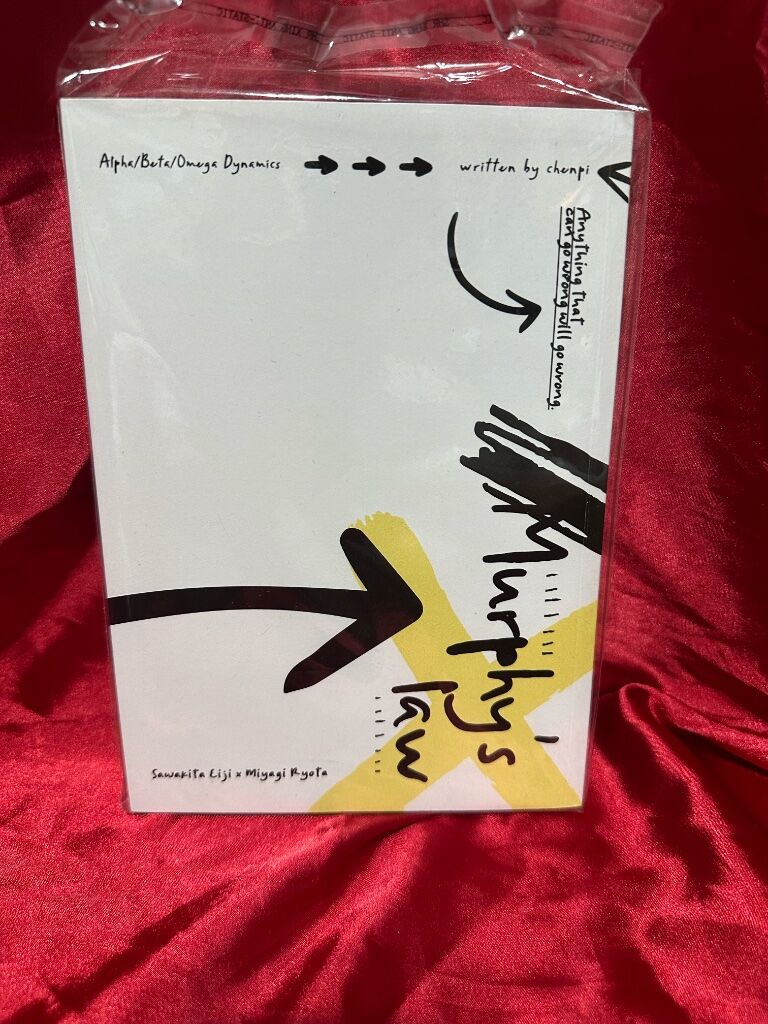 Alpha/Beta/Omega Dynamics
written by chenpi
Anything that
can go wrong will go wrong.
Murphy's
law
Sawakita Eiji x Miyagi Ryota